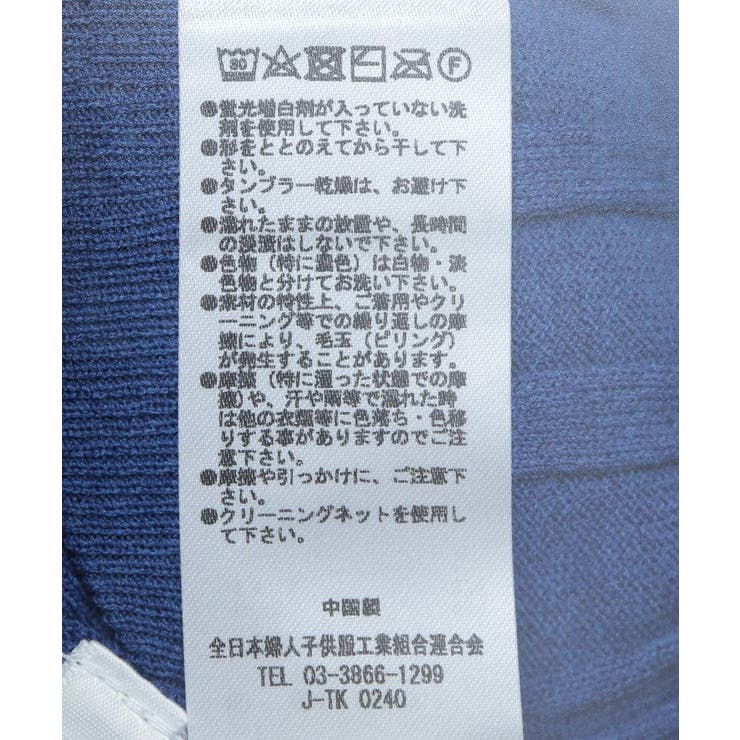 30 F
●蛍光増白剤が入っていない洗
剤を使用して下さい。
●形をととのえてから干して下
さい。
●タンブラー乾燥は、お避け下
さい。
●濡れたままの放置や、長時間
の浸漬はしないで下さい。
●色物（特に濃色）は白物・淡
色物と分けてお洗い下さい。
●素材の特性上、ご着用やクリ
ーニング等での繰り返しの摩
擦により、毛玉（ピリング）
が発生することがあります。
●摩擦（特に湿った状態での摩
擦）や、汗や雨等で濡れた時
は他の衣類等に色落ち・色移
りする事がありますのでご注
意下さい。
●摩擦や引っかけに、ご注意下
さい。
●クリーニングネットを使用し
て下さい。
中国製
全日本婦人子供服工業組合連合会
TEL 03-3866-1299
J-TK 0240